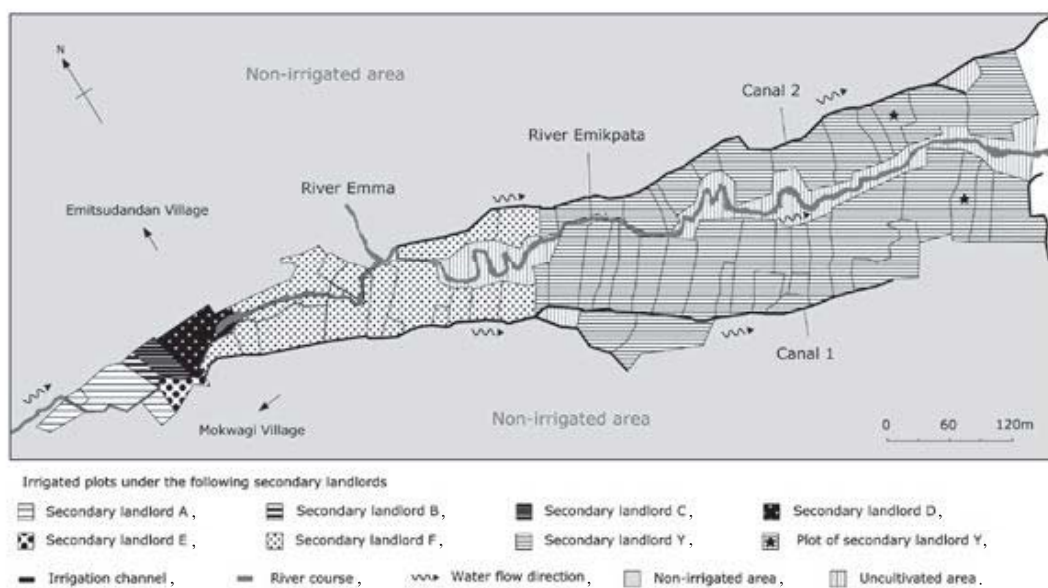 N
Non-irrigated area
Canal 2
River Emikpata
River Emma
Emitsudandan Village
Canal 1
Mokwagi Village
Non-irrigated area
0 60 120m
Irrigated plots under the following secondary landlords
Secondary landlord A, Secondary landlord B, Secondary landlord C, Secondary landlord D,
Secondary landlord E, Secondary landlord F, Secondary landlord Y, Plot of secondary landlord Y,
Irrigation channel, River course, Water flow direction, Non-irrigated area, Uncultivated area,